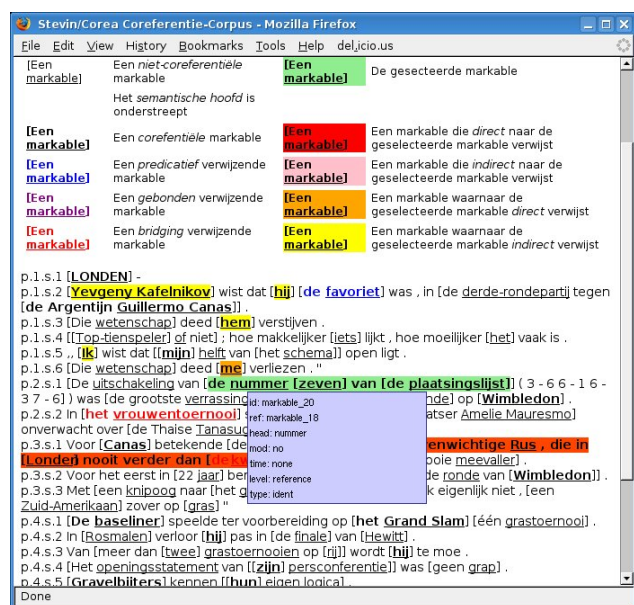 Stevin/Corea Coreferentie-Corpus - Mozilla Firefox
File Edit View History Bookmarks Tools Help del.icio.us
[Een markable] Een niet-coreferentiële markable
Het semantische hoofd is onderstreept
[Een markable] De gesecteerde markable
[Een markable] Een corefentiële markable
[Een markable] Een markable die direct naar de geselecteerde markable verwijst
[Een markable] Een predicatief verwijzende markable
[Een markable] Een markable die indirect naar de geselecteerde markable verwijst
[Een markable] Een gebonden verwijzende markable
[Een markable] Een markable waarnaar de geselecteerde markable direct verwijst
[Een markable] Een bridging verwijzende markable
[Een markable] Een markable waarnaar de geselecteerde markable indirect verwijst
p.1.s.1 [LONDEN] -
p.1.s.2 [Yevgeny Kafelnikov] wist dat [hij] [de favoriet] was , in [de derde-rondepartij tegen
[de Argentijn Guillermo Canas]] .
p.1.s.3 [Die wetenschap] deed [hem] verstijven .
p.1.s.4 [[Top-tienspeler] of niet] ; hoe makkelijker [iets] lijkt , hoe moeilijker [het] vaak is .
p.1.s.5 ,, [Ik] wist dat [[mijn] helft van [het schema]] open ligt .
p.1.s.6 [Die wetenschap] deed [me] verliezen . "
p.2.s.1 [De uitschakeling van [de nummer [zeven] van [de plaatsingslijst]] ( 3 - 6 6 - 1 6 -
3 7 - 6] ) was [de grootste verrassing nde] op [Wimbledon] .
p.2.s.2 In [het vrouwentoernooi] s atser Amelie Mauresmo]
onverwacht over [de Thaise Tanasug
p.3.s.1 Voor [Canas] betekende [de enwichtige Rus , die in
[Londen] nooit verder dan [de kw ooie meevaller] .
p.3.s.2 Voor het eerst in [22 jaar] ber de ronde van [Wimbledon]] .
p.3.s.3 Met [een knipoog naar [het g k eigenlijk niet , [een
Zuid-Amerikaan] zover op [gras] "
p.4.s.1 [De baseliner] speelde ter voorbereiding op [het Grand Slam] [één grastoernooi] .
p.4.s.2 In [Rosmalen] verloor [hij] pas in [de finale] van [Hewitt] .
p.4.s.3 Van [meer dan [twee] grastoernooien op [rij]] wordt [hij] te moe .
p.4.s.4 [Het openingsstatement van [[zijn] persconferentie]] was [geen grap] .
p.4.s.5 [Gravelbijters] kennen [[hun] eigen logica] .
id: markable_20
ref: markable_18
head: nummer
mod: no
time: none
level: reference
type: ident
Done